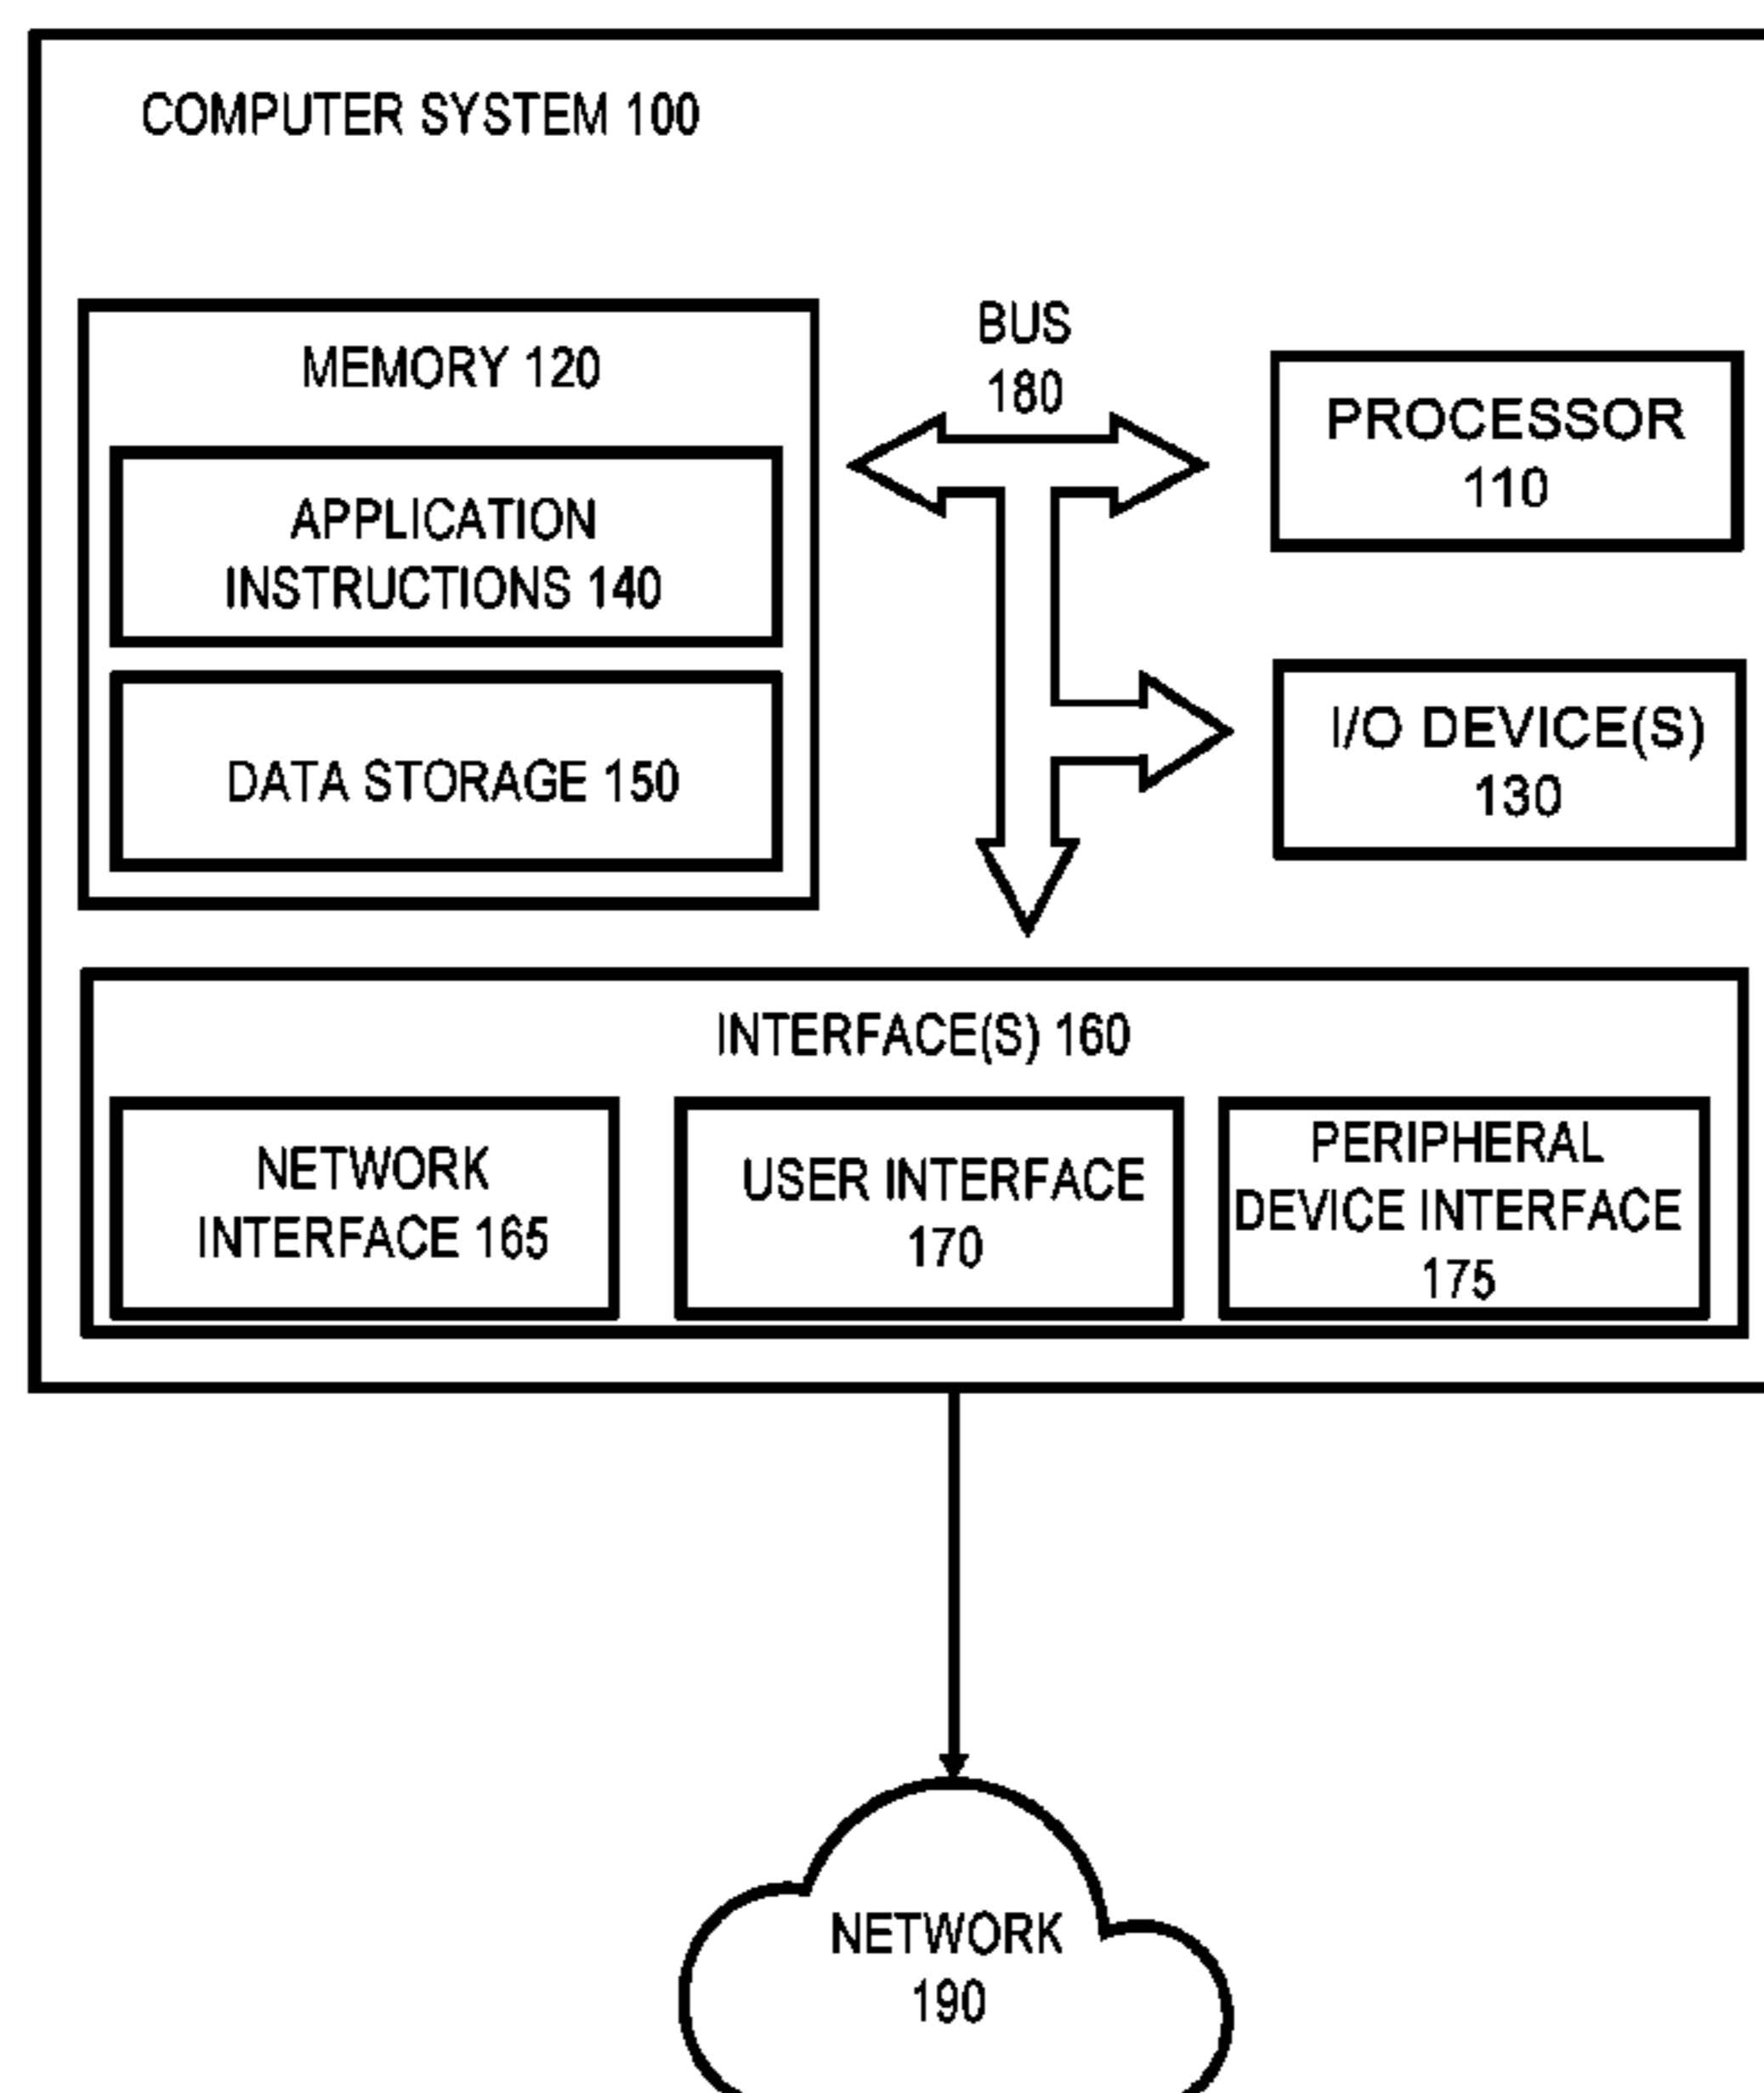 COMPUTER SYSTEM 100
MEMORY 120
APPLICATION
INSTRUCTIONS 140
DATA STORAGE 150
BUS
180
PROCESSOR
110
I/O DEVICE(S)
130
INTERFACE(S) 160
NETWORK
INTERFACE 165
USER INTERFACE
170
PERIPHERAL
DEVICE INTERFACE
175
NETWORK
190